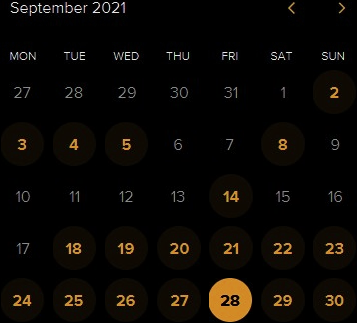 September 2021
MON TUE WED THU FRI SAT SUN
27 28 29 30 31 1 2
3 4 5 6 7 8 9
10 11 12 13 14 15 16
17 18 19 20 21 22 23
24 25 26 27 28 29 30